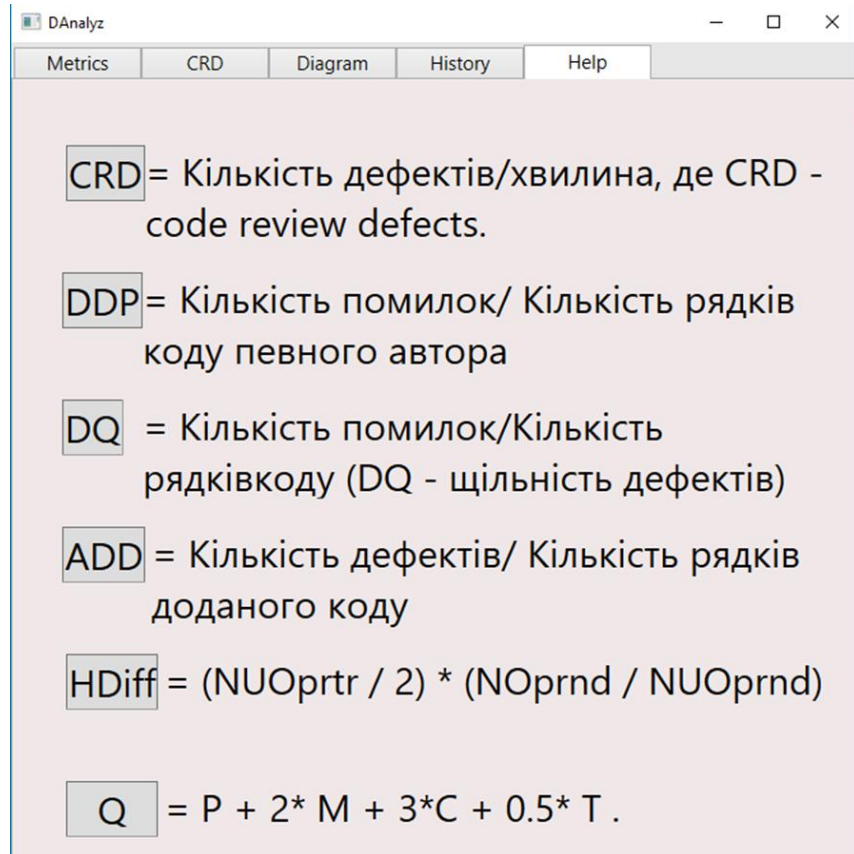 DAnalyz
Metrics CRD Diagram History Help
CRD = Кількість дефектів/хвилина, де CRD -
code review defects.
DDP = Кількість помилок/ Кількість рядків
коду певного автора
DQ = Кількість помилок/Кількість
рядківкоду (DQ - щільність дефектів)
ADD = Кількість дефектів/ Кількість рядків
доданого коду
HDiff = (NUOprtr / 2) * (NOprnd / NUOprnd)
Q = P + 2* M + 3*C + 0.5* T .